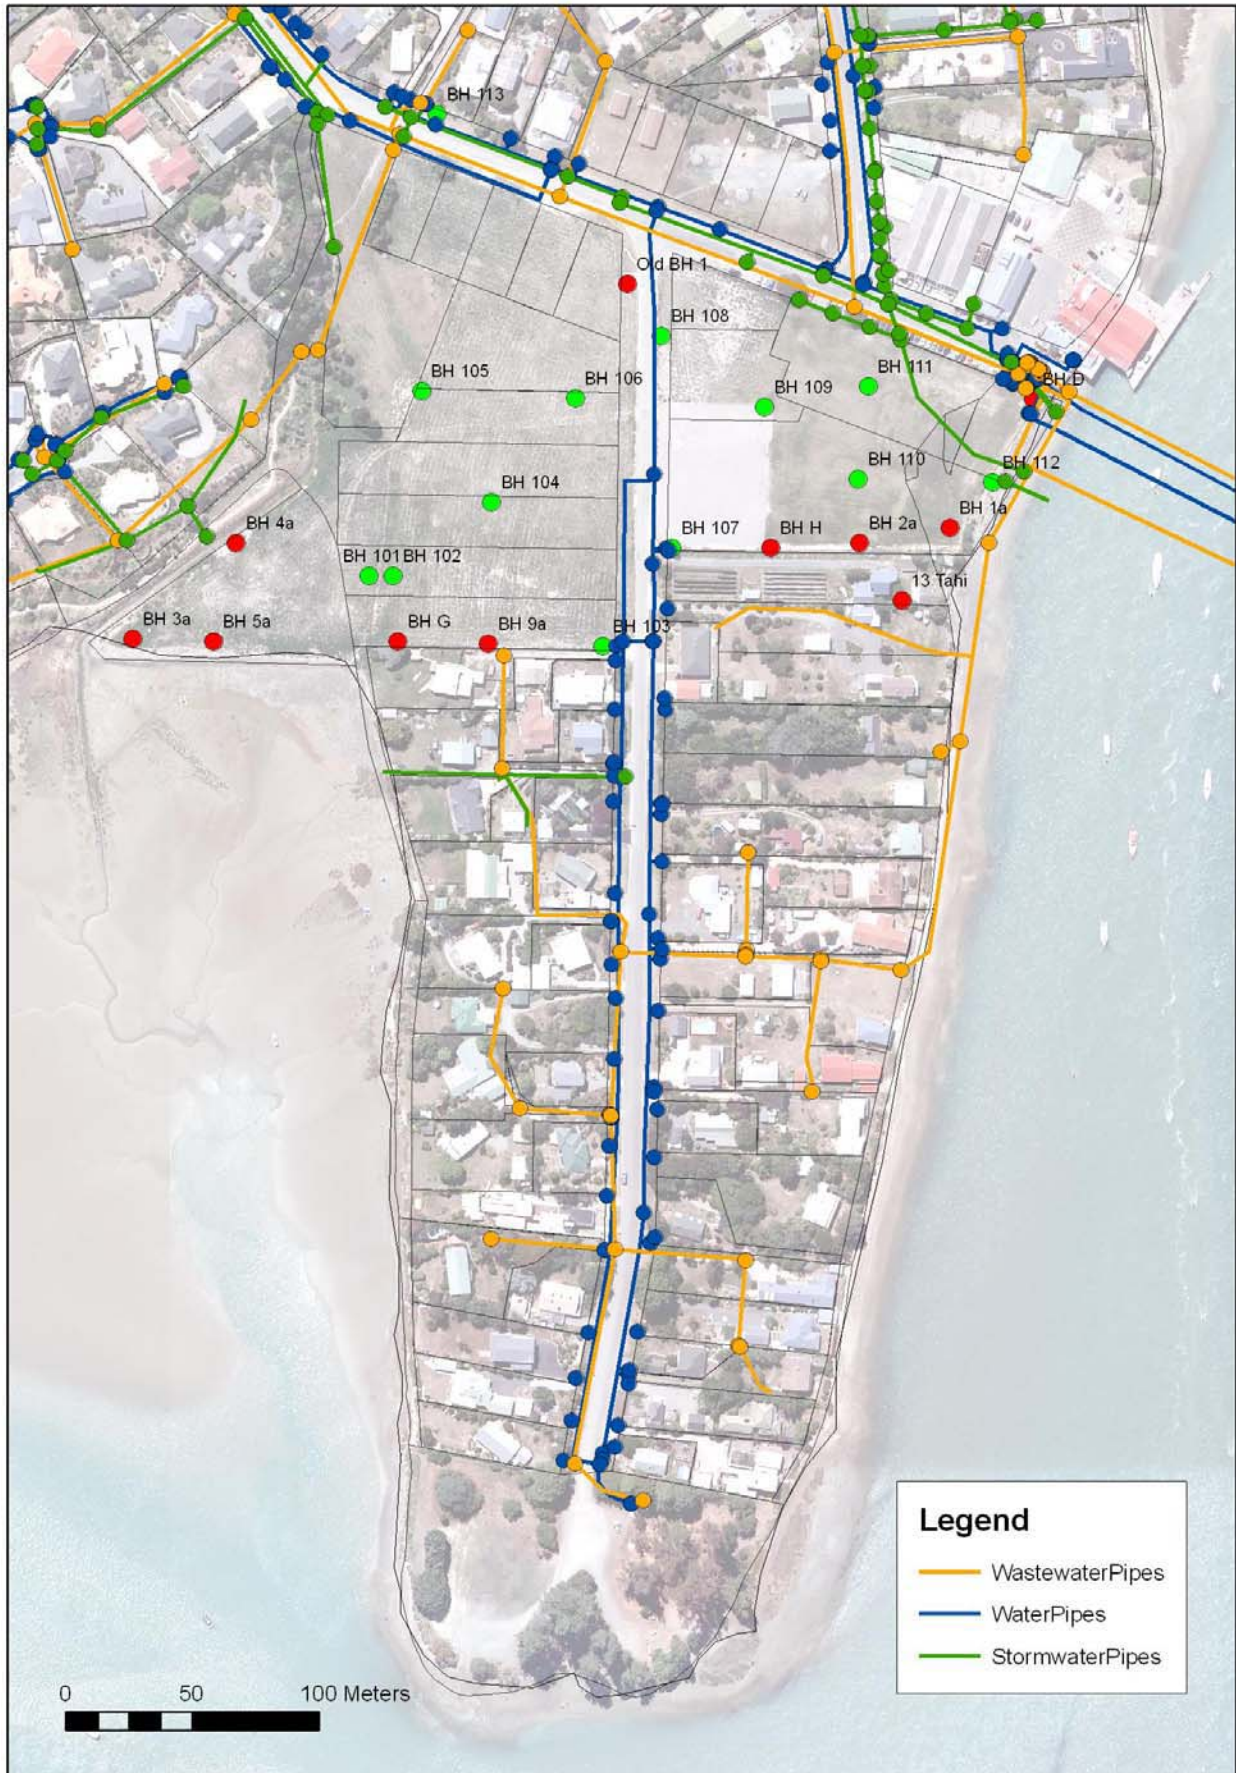 BH 113
Old BH 1
BH 108
BH 105
BH 106
BH 109
BH 111
BH D
BH 104
BH 110
BH 112
BH 4a
BH 101
BH 102
BH 107
BH H
BH 2a
BH 1a
13 Tahi
BH 3a
BH 5a
BH G
BH 9a
BH 103
Legend
WastewaterPipes
WaterPipes
StormwaterPipes
0 50 100 Meters